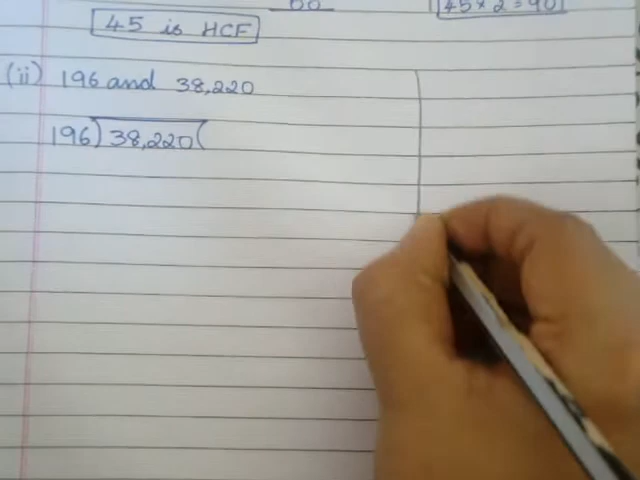 45 × 2 = 90
45 is HCF
(ii) 196 and 38,220
196) 38,220 (